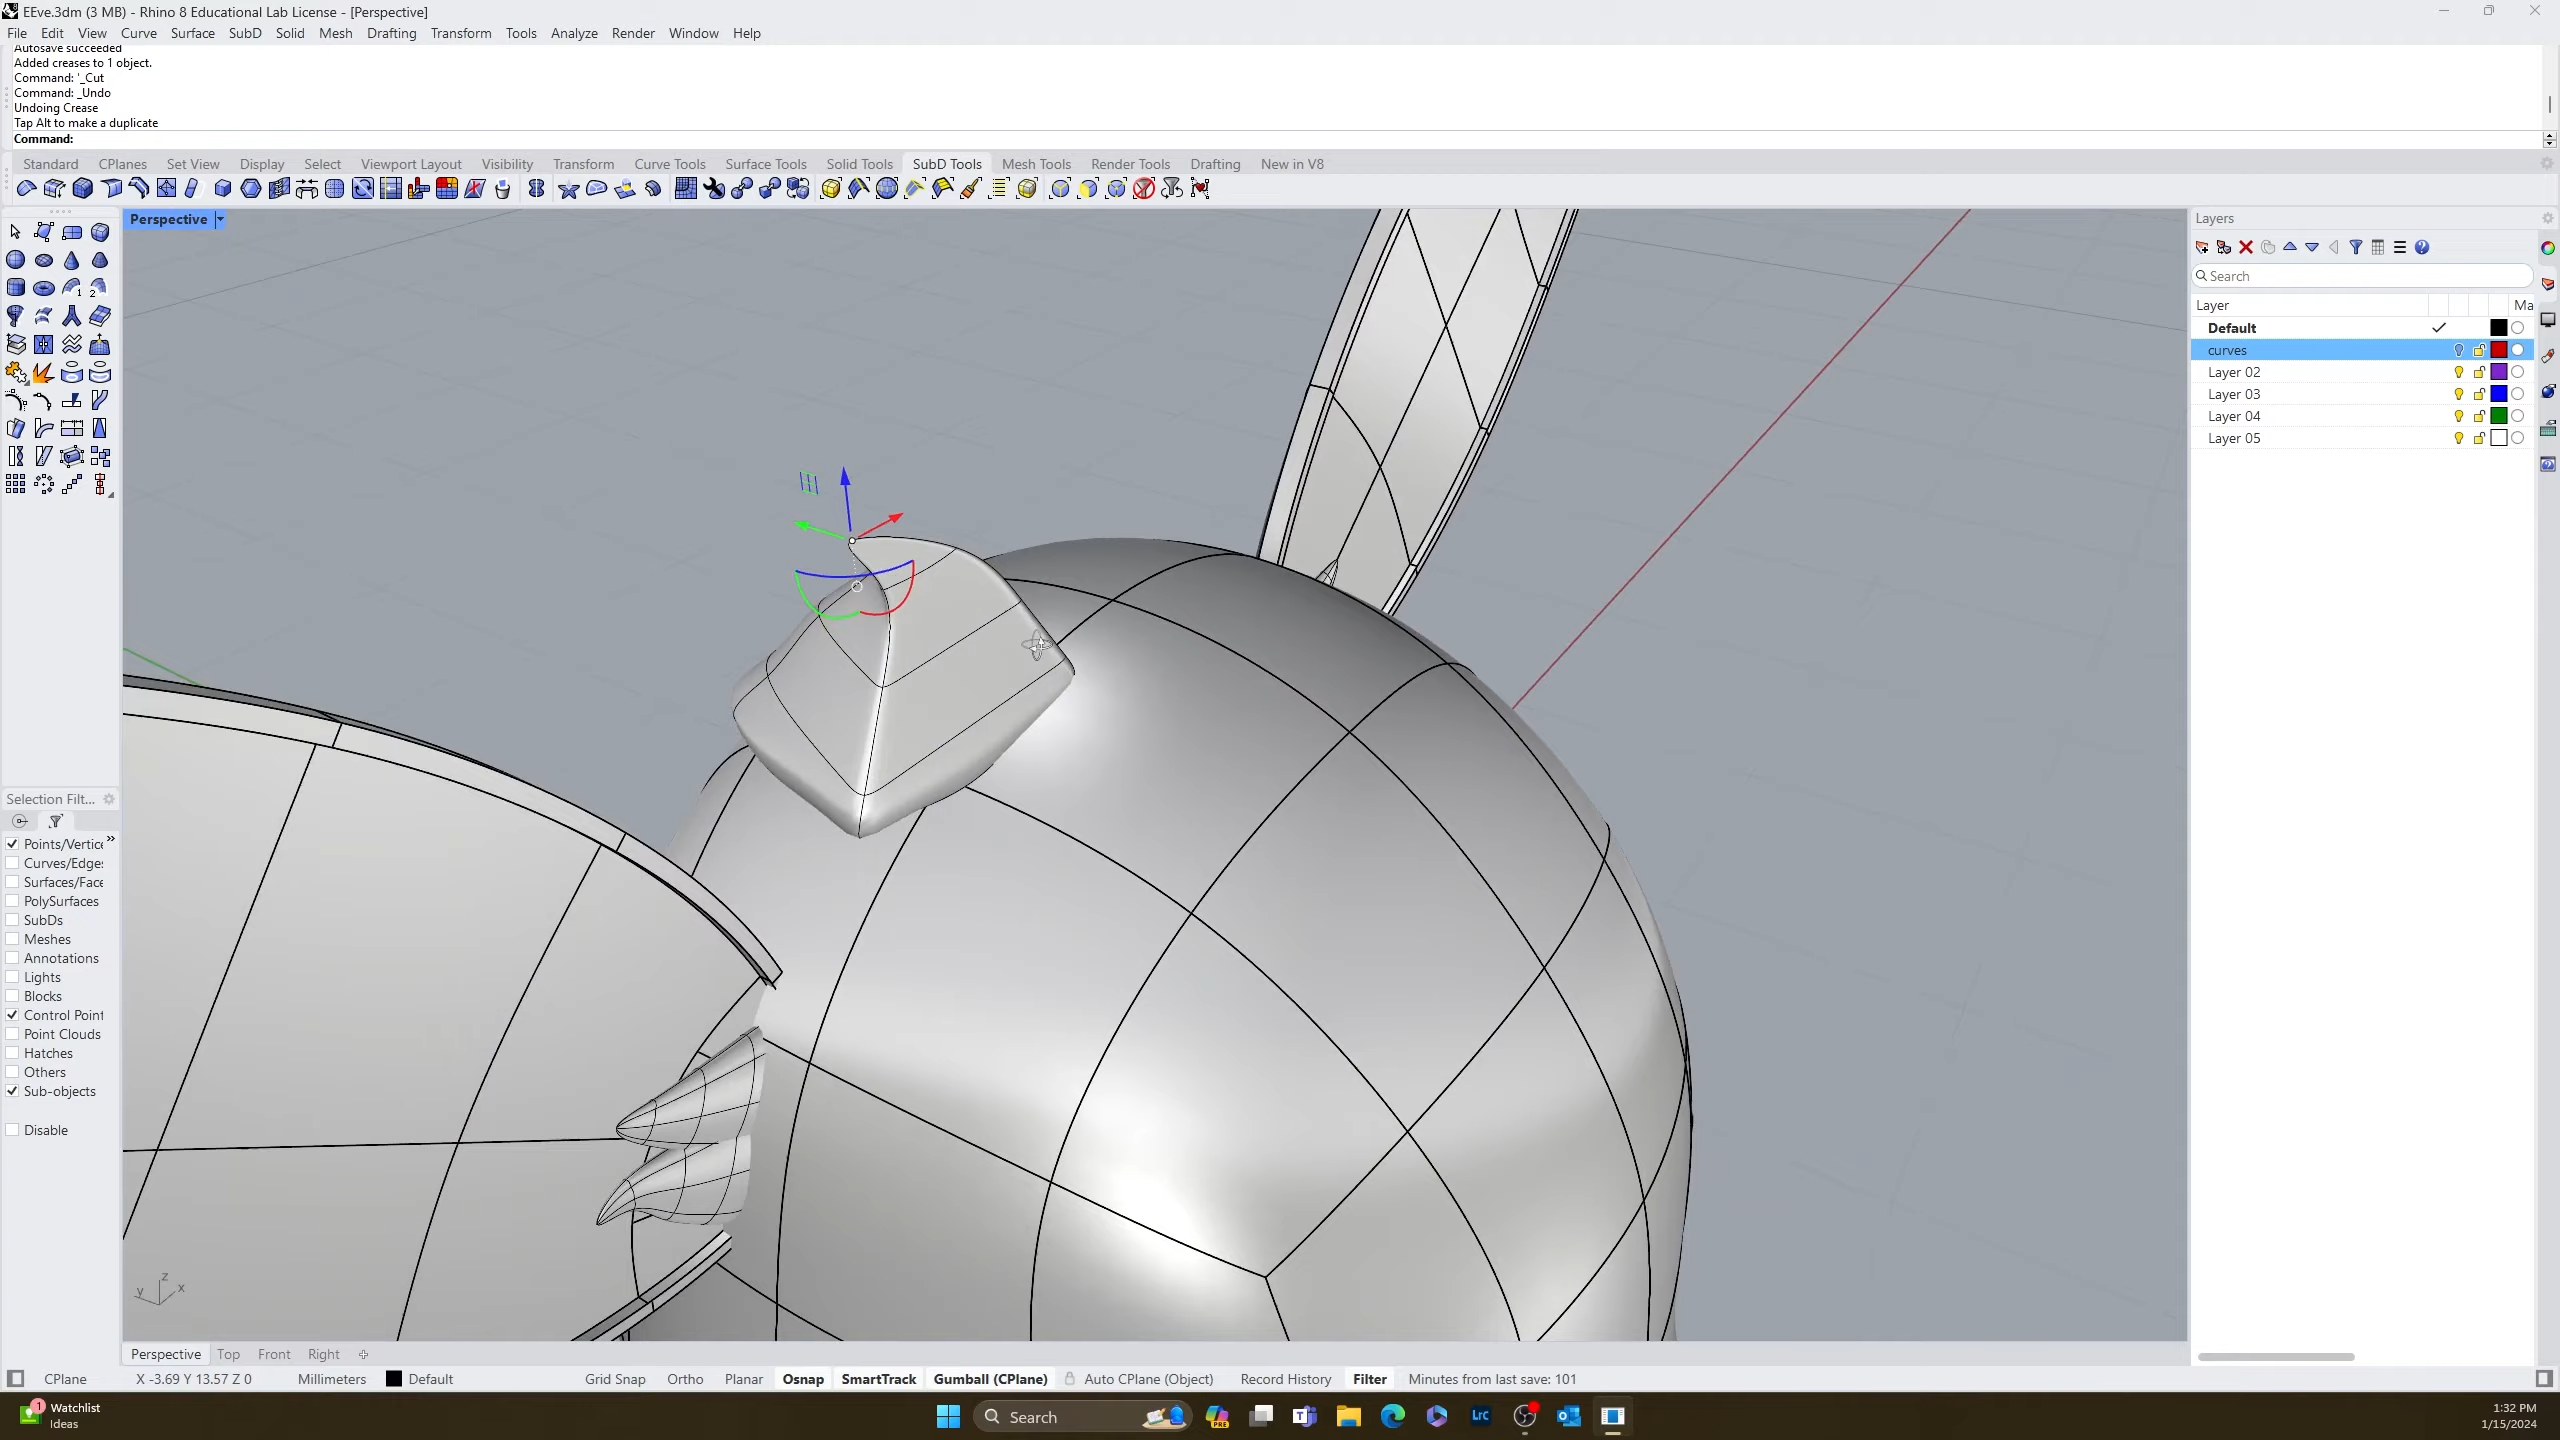 EEve.3dm (3 MB) - Rhino 8 Educational Lab License - [Perspective]
File Edit View Curve Surface SubD Solid Mesh Drafting Transform Tools Analyze Render Window Help
Autosave succeeded
Added creases to 1 object.
Command: '_Cut
Command: _Undo
Undoing Crease
Tap Alt to make a duplicate
Command:
Standard CPlanes Set View Display Select Viewport Layout Visibility Transform Curve Tools Surface Tools Solid Tools SubD Tools Mesh Tools Render Tools Drafting New in V8
Perspective
Layers
Search
Layer Ma
Default
curves
Layer 02
Layer 03
Layer 04
Layer 05
1
2
Selection Filt...
Points/Vertice
Curves/Edges
Surfaces/Face
PolySurfaces
SubDs
Meshes
Annotations
Lights
Blocks
Control Point
Point Clouds
Hatches
Others
Sub-objects
Disable
z
y x
Perspective Top Front Right
CPlane X -3.69 Y 13.57 Z 0 Millimeters Default Grid Snap Ortho Planar Osnap SmartTrack Gumball (CPlane) Auto CPlane (Object) Record History Filter Minutes from last save: 101
1
Watchlist
Ideas
Search
PRE
Lrc
1:32 PM
1/15/2024